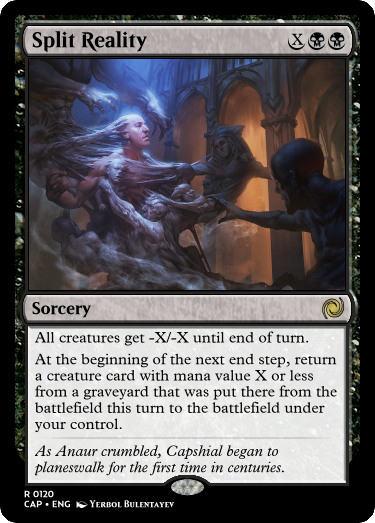 Split Reality X
Sorcery
All creatures get -X/-X until end of turn.
At the beginning of the next end step, return
a creature card with mana value X or less
from a graveyard that was put there from the
battlefield this turn to the battlefield under
your control.
As Anaur crumbled, Capshial began to
planeswalk for the first time in centuries.
R 0120
CAP • ENG Yerbol Bulentayev